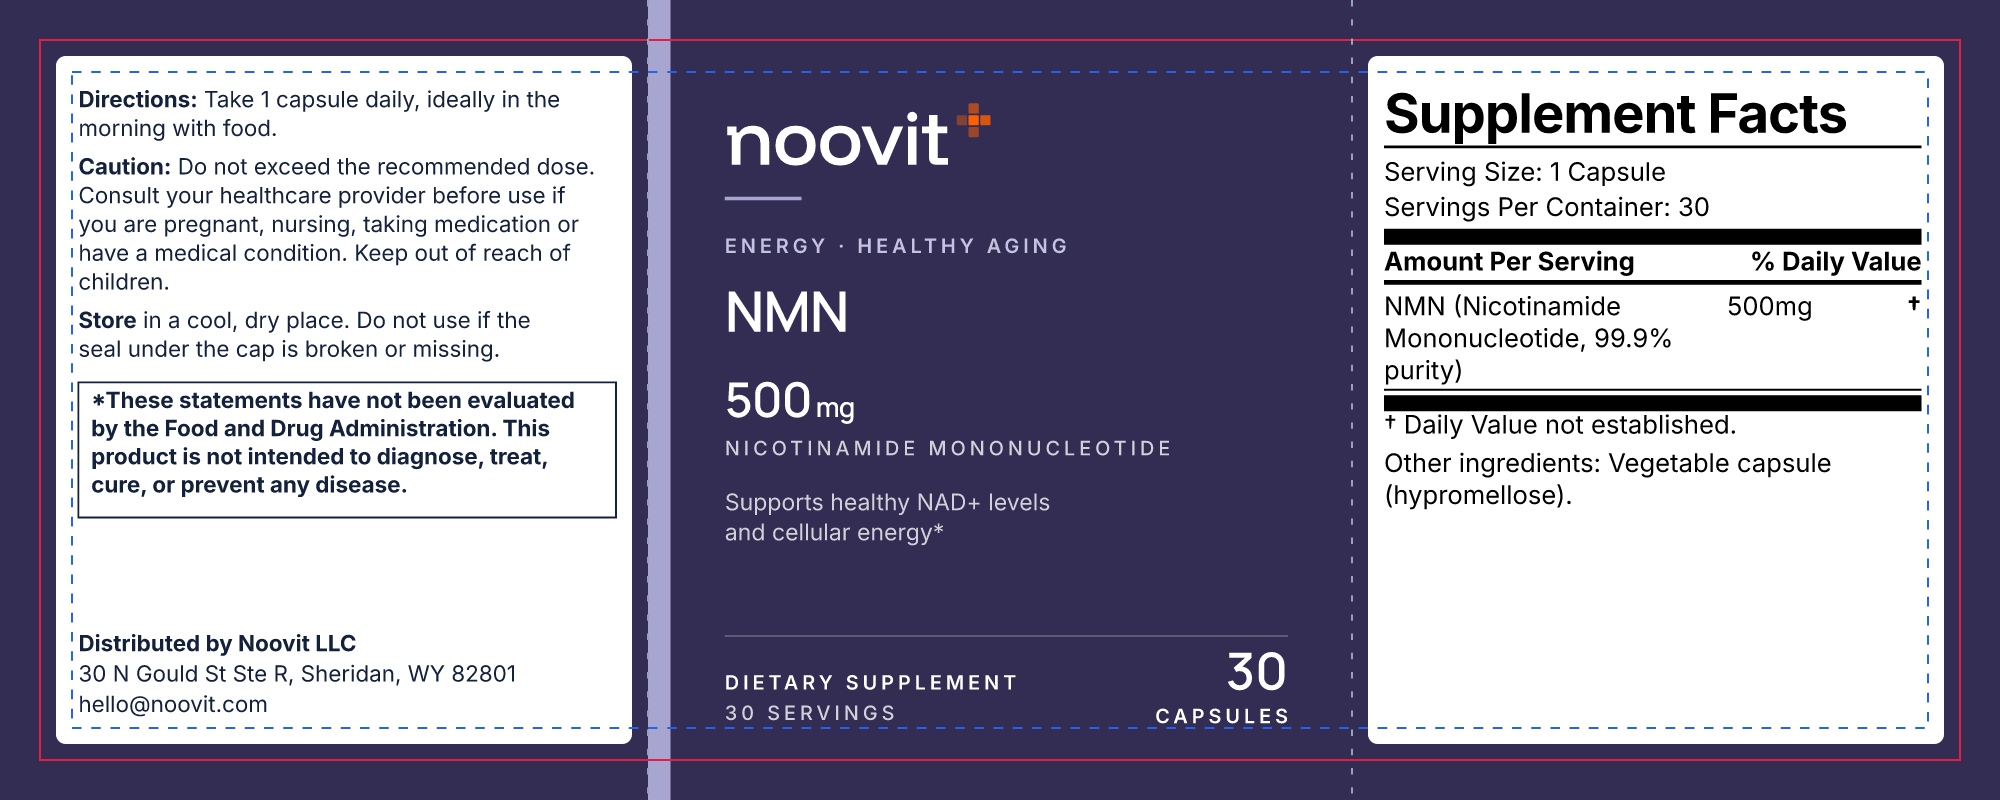 Directions: Take 1 capsule daily, ideally in the
morning with food.
Caution: Do not exceed the recommended dose.
Consult your healthcare provider before use if
you are pregnant, nursing, taking medication or
have a medical condition. Keep out of reach of
children.
Store in a cool, dry place. Do not use if the
seal under the cap is broken or missing.
*These statements have not been evaluated
by the Food and Drug Administration. This
product is not intended to diagnose, treat,
cure, or prevent any disease.
Distributed by Noovit LLC
30 N Gould St Ste R, Sheridan, WY 82801
hello@noovit.com
noovit
ENERGY · HEALTHY AGING
NMN
500 mg
NICOTINAMIDE MONONUCLEOTIDE
Supports healthy NAD+ levels
and cellular energy*
DIETARY SUPPLEMENT
30 SERVINGS
30
CAPSULES
Supplement Facts
Serving Size: 1 Capsule
Servings Per Container: 30
Amount Per Serving % Daily Value
NMN (Nicotinamide 500mg †
Mononucleotide, 99.9%
purity)
† Daily Value not established.
Other ingredients: Vegetable capsule
(hypromellose).